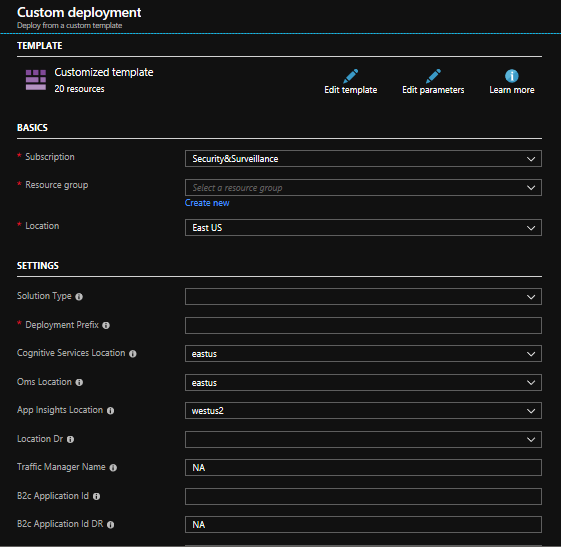 Custom deployment
Deploy from a custom template
TEMPLATE
Customized template
20 resources
Edit template
Edit parameters
Learn more
BASICS
* Subscription
Security&Surveillance
* Resource group
Select a resource group
Create new
* Location
East US
SETTINGS
Solution Type
* Deployment Prefix
Cognitive Services Location
eastus
Oms Location
eastus
App Insights Location
westus2
Location Dr
Traffic Manager Name
NA
B2c Application Id
B2c Application Id DR
NA